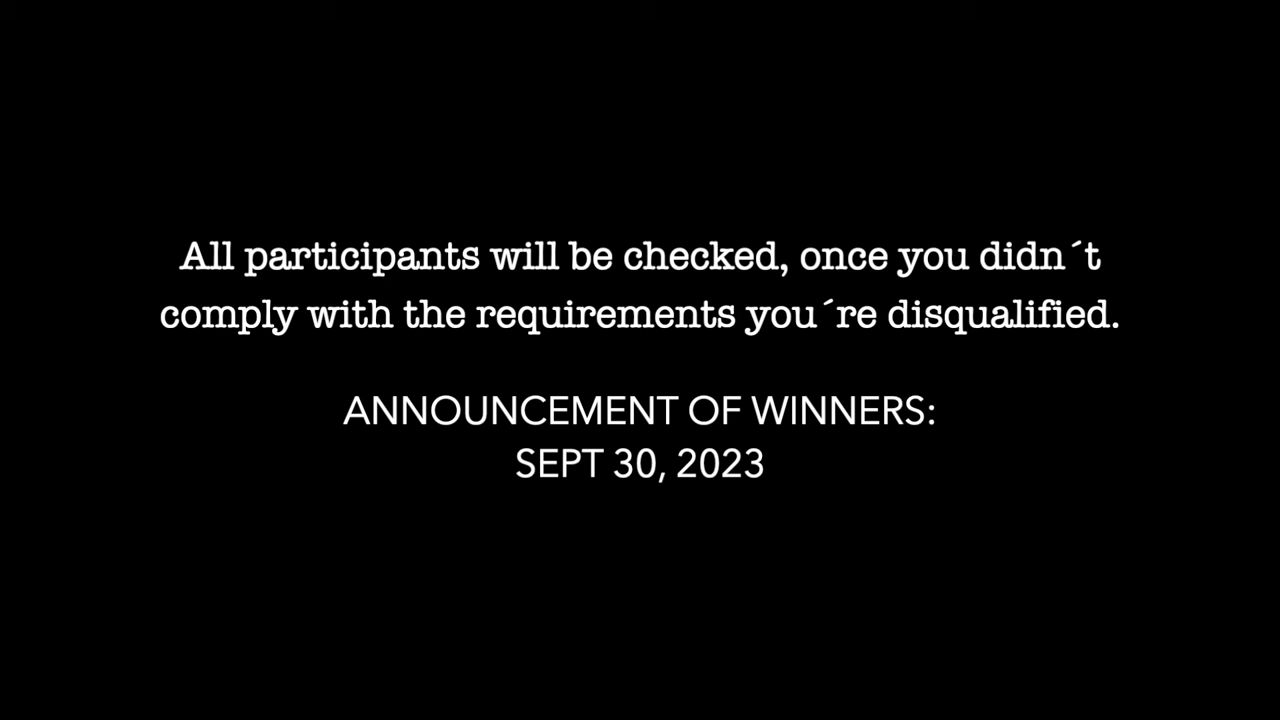 All participants will be checked, once you didn´t
comply with the requirements you´re disqualified.
ANNOUNCEMENT OF WINNERS:
SEPT 30, 2023